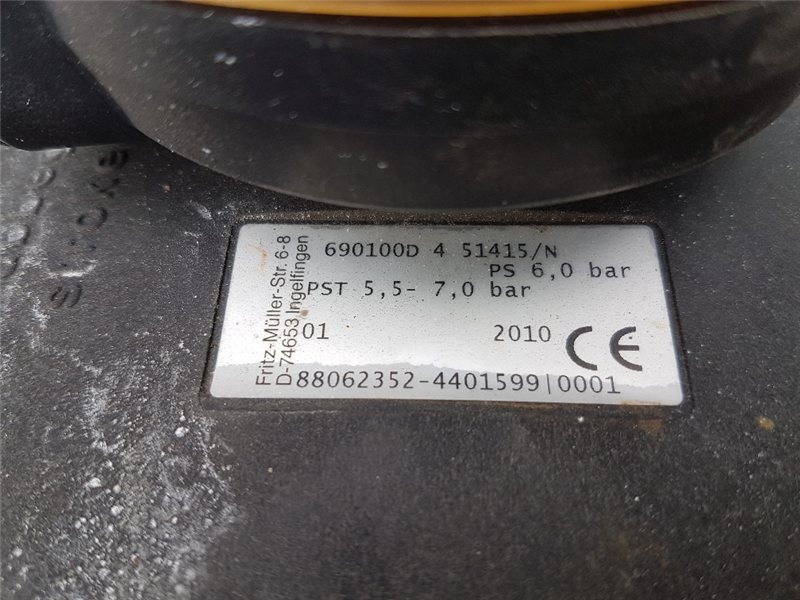 690100D 4 51415/N
PS 6,0 bar
PST 5,5- 7,0 bar
01 2010 CE
88062352-4401599|0001
Fritz-Müller-Str. 6-8
D-74653 Ingelfingen